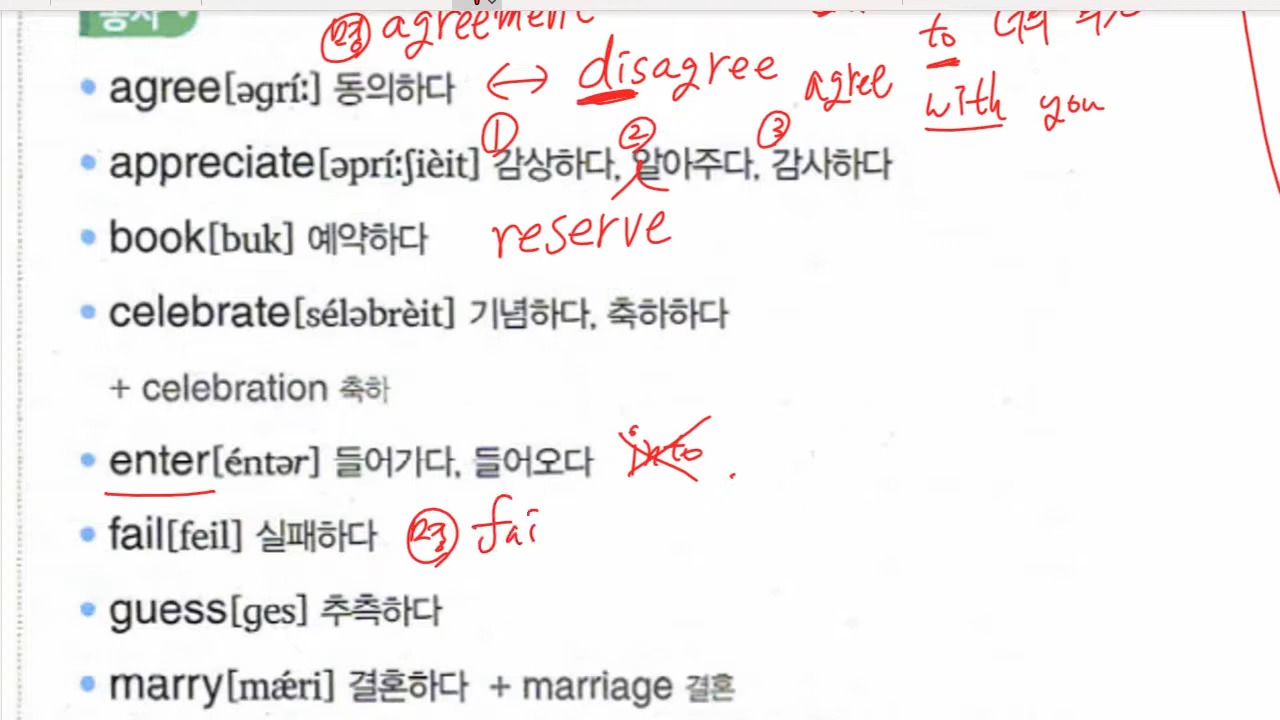 동사
명 agreement
to 너의
agree[əgríː] 동의하다 ↔ disagree agree with you
① ② ③
appreciate[əpríːʃièit] 감상하다, 알아주다, 감사하다
book[buk] 예약하다 reserve
celebrate[séləbrèit] 기념하다, 축하하다
+ celebration 축하
enter[éntər] 들어가다, 들어오다 into .
fail[feil] 실패하다 명 fai
guess[ges] 추측하다
marry[mǽri] 결혼하다 + marriage 결혼